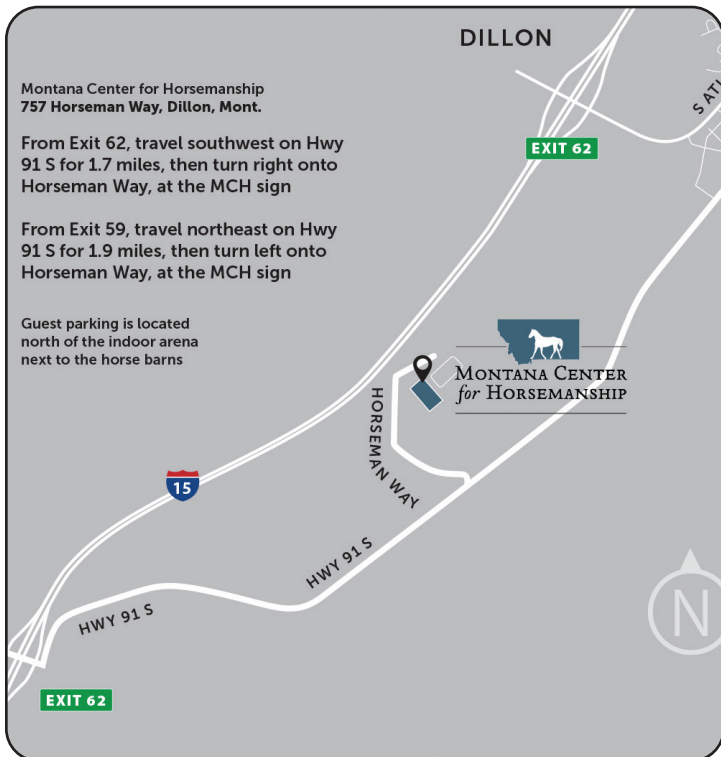 DILLON
Montana Center for Horsemanship
757 Horseman Way, Dillon, Mont.
S ATL
From Exit 62, travel southwest on Hwy
91 S for 1.7 miles, then turn right onto
Horseman Way, at the MCH sign
EXIT 62
From Exit 59, travel northeast on Hwy
91 S for 1.9 miles, then turn left onto
Horseman Way, at the MCH sign
Guest parking is located
north of the indoor arena
next to the horse barns
MONTANA CENTER
for HORSEMANSHIP
HORSEMAN WAY
15
HWY 91 S
HWY 91 S
N
EXIT 62